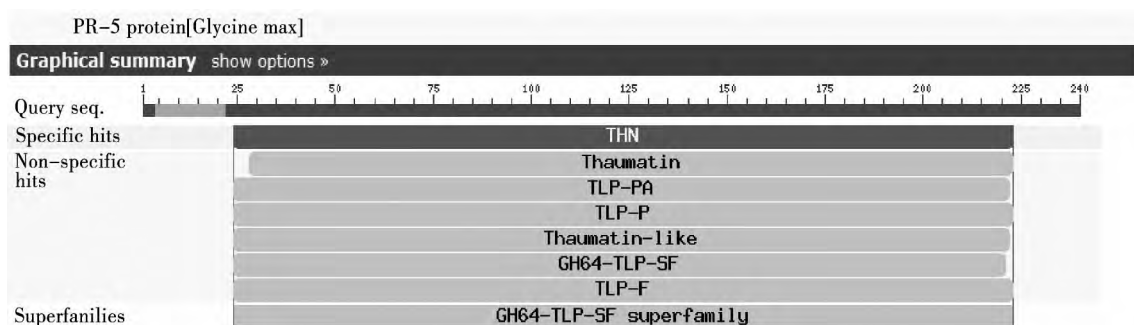 PR-5 protein[Glycine max]
Graphical summary show options »
1 25 50 75 100 125 150 175 200 225 240
Query seq.
Specific hits THN
Non-specific hits Thaumatin
TLP-PA
TLP-P
Thaumatin-like
GH64-TLP-SF
TLP-F
Superfanilies GH64-TLP-SF superfamily